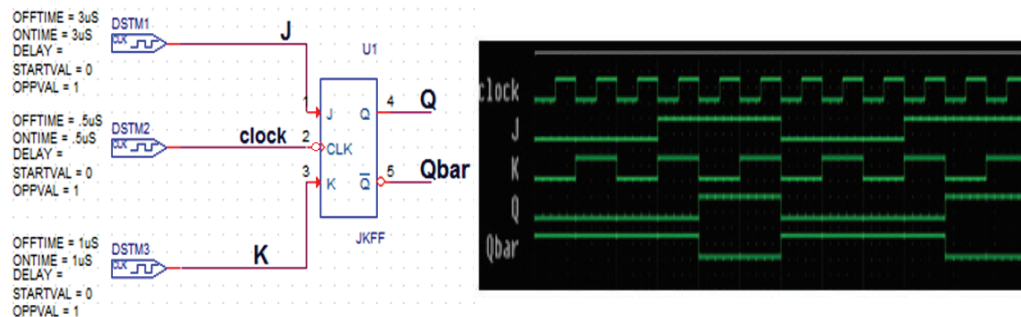 OFFTIME = 3uS
ONTIME = 3uS
DELAY =
STARTVAL = 0
OPPVAL = 1
DSTM1
CLK
J
U1
OFFTIME = .5uS
ONTIME = .5uS
DELAY =
STARTVAL = 0
OPPVAL = 1
DSTM2
CLK
clock
1
2
3
J
CLK
K
Q
Q̅
4
5
Q
Qbar
JKFF
OFFTIME = 1uS
ONTIME = 1uS
DELAY =
STARTVAL = 0
OPPVAL = 1
DSTM3
CLK
K
clock
J
K
Q
Qbar